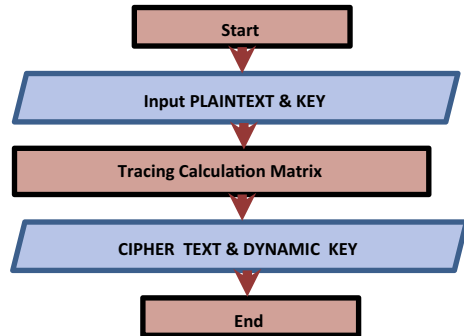 Start
Input PLAINTEXT & KEY
Tracing Calculation Matrix
CIPHER TEXT & DYNAMIC KEY
End